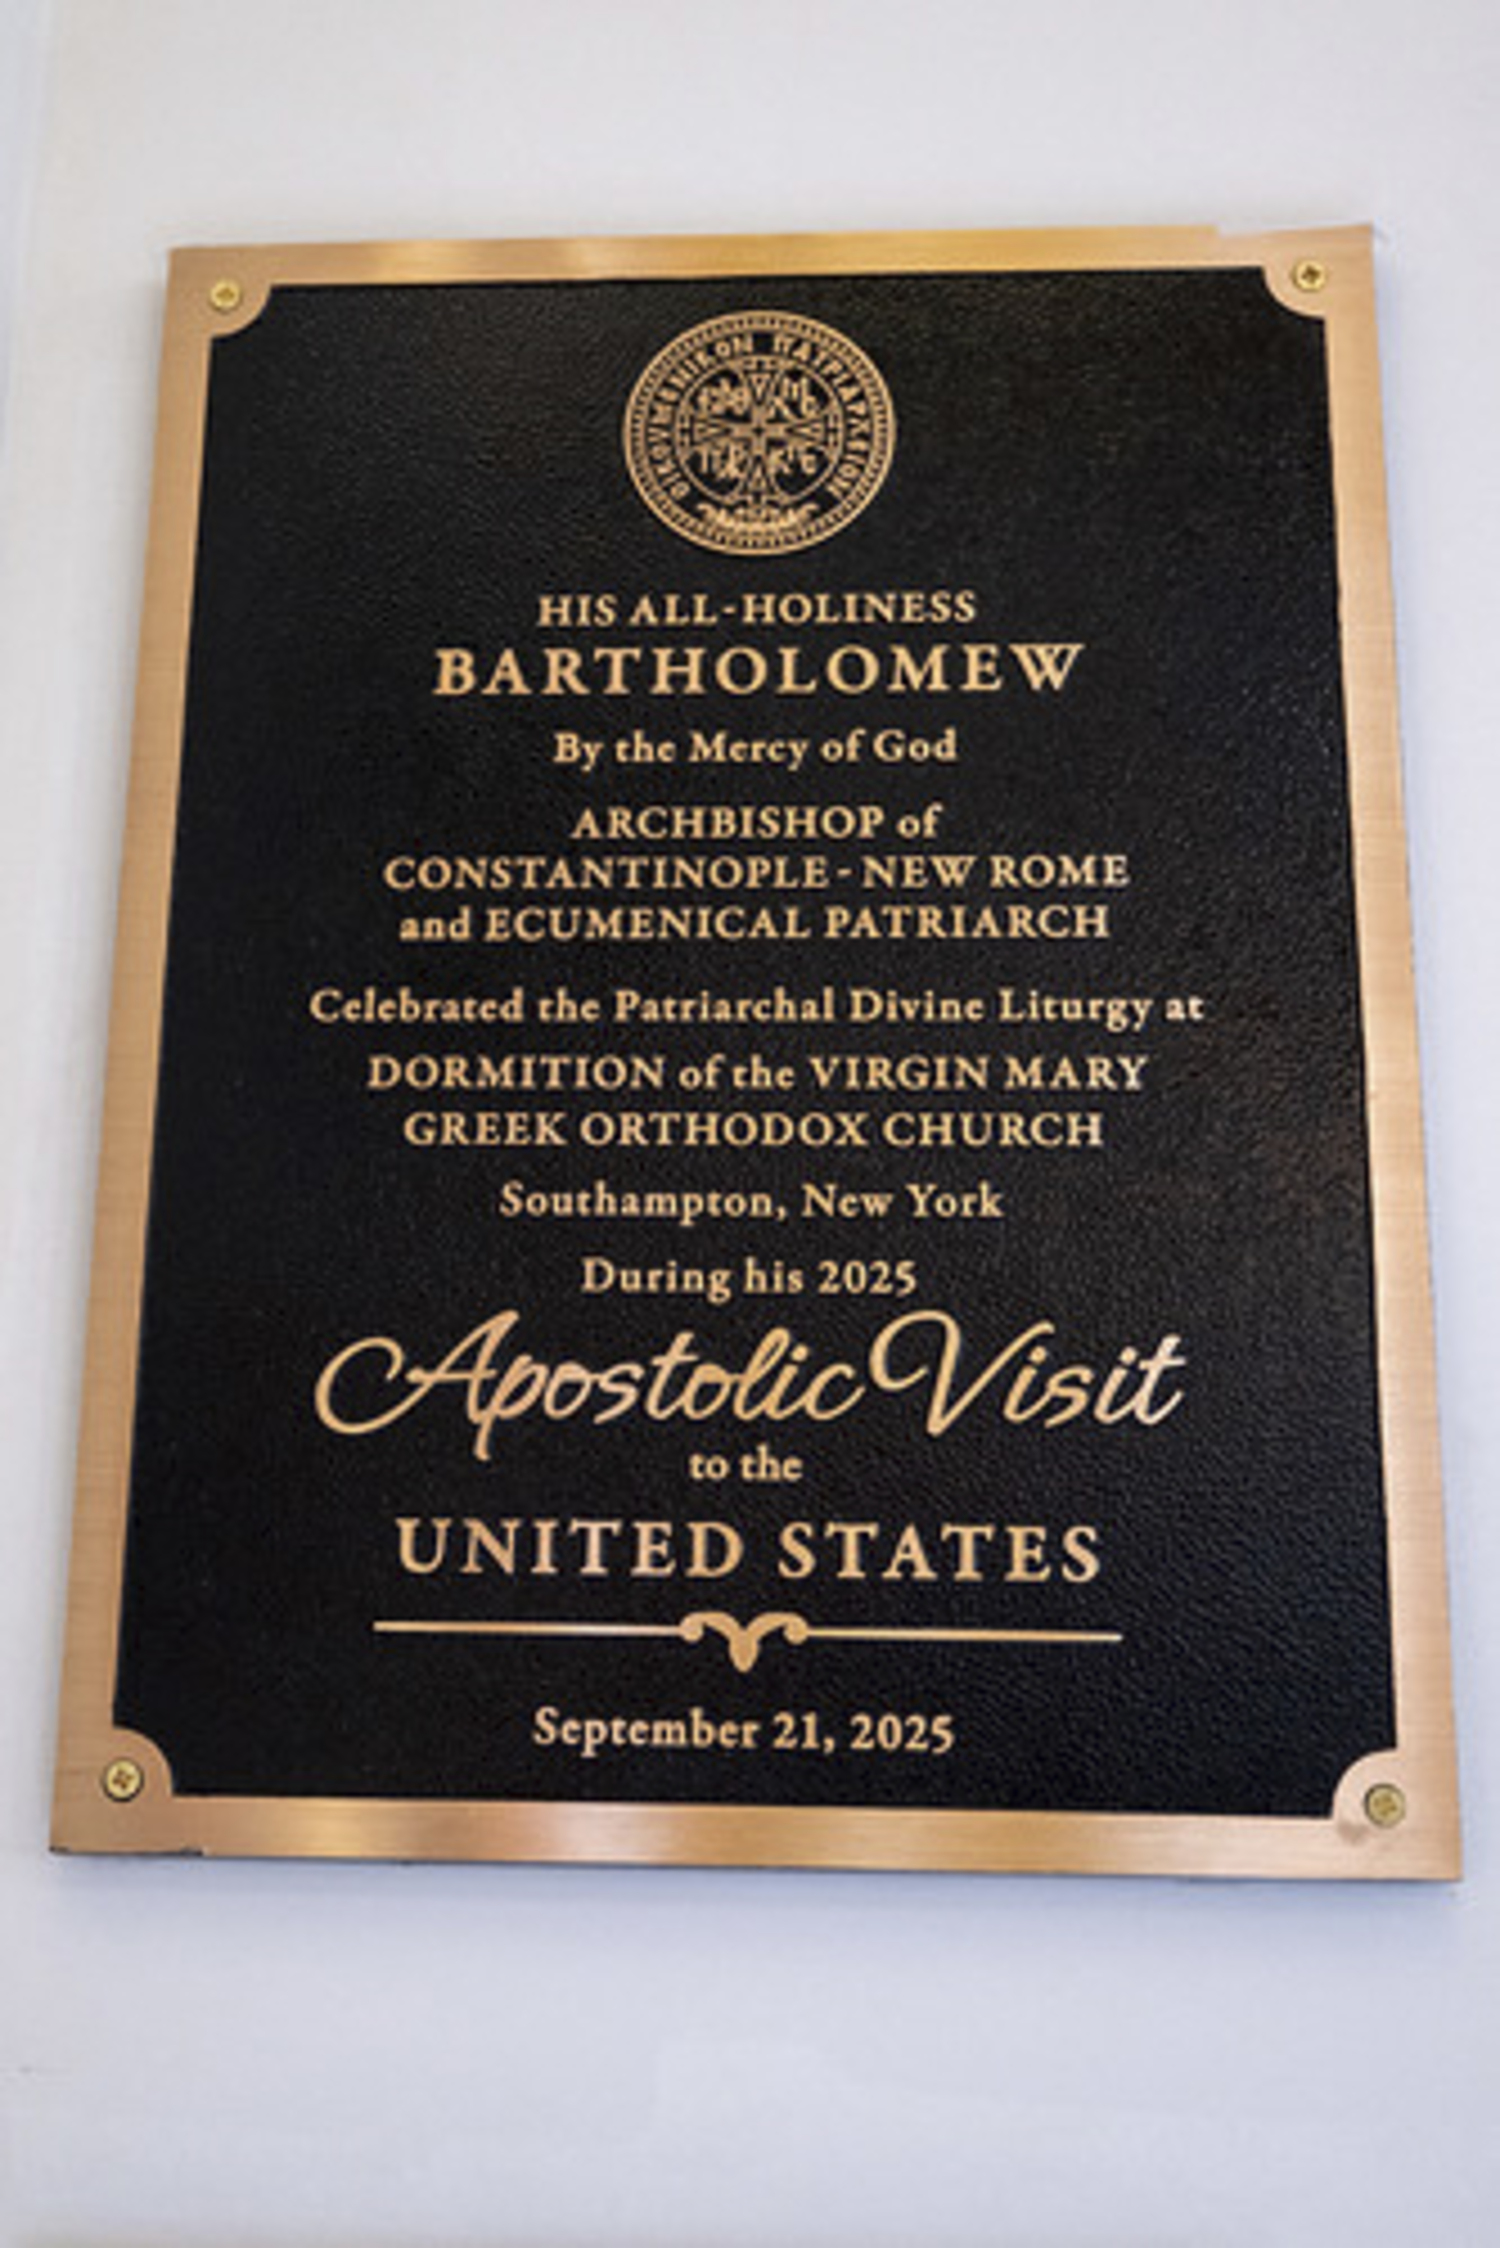 ΟΙΚΟΥΜΕΝΙΚΟΝ ΠΑΤΡΙΑΡΧΕΙΟΝ
HIS ALL-HOLINESS
BARTHOLOMEW
By the Mercy of God
ARCHBISHOP of
CONSTANTINOPLE - NEW ROME
and ECUMENICAL PATRIARCH
Celebrated the Patriarchal Divine Liturgy at
DORMITION of the VIRGIN MARY
GREEK ORTHODOX CHURCH
Southampton, New York
During his 2025
Apostolic Visit
to the
UNITED STATES
September 21, 2025